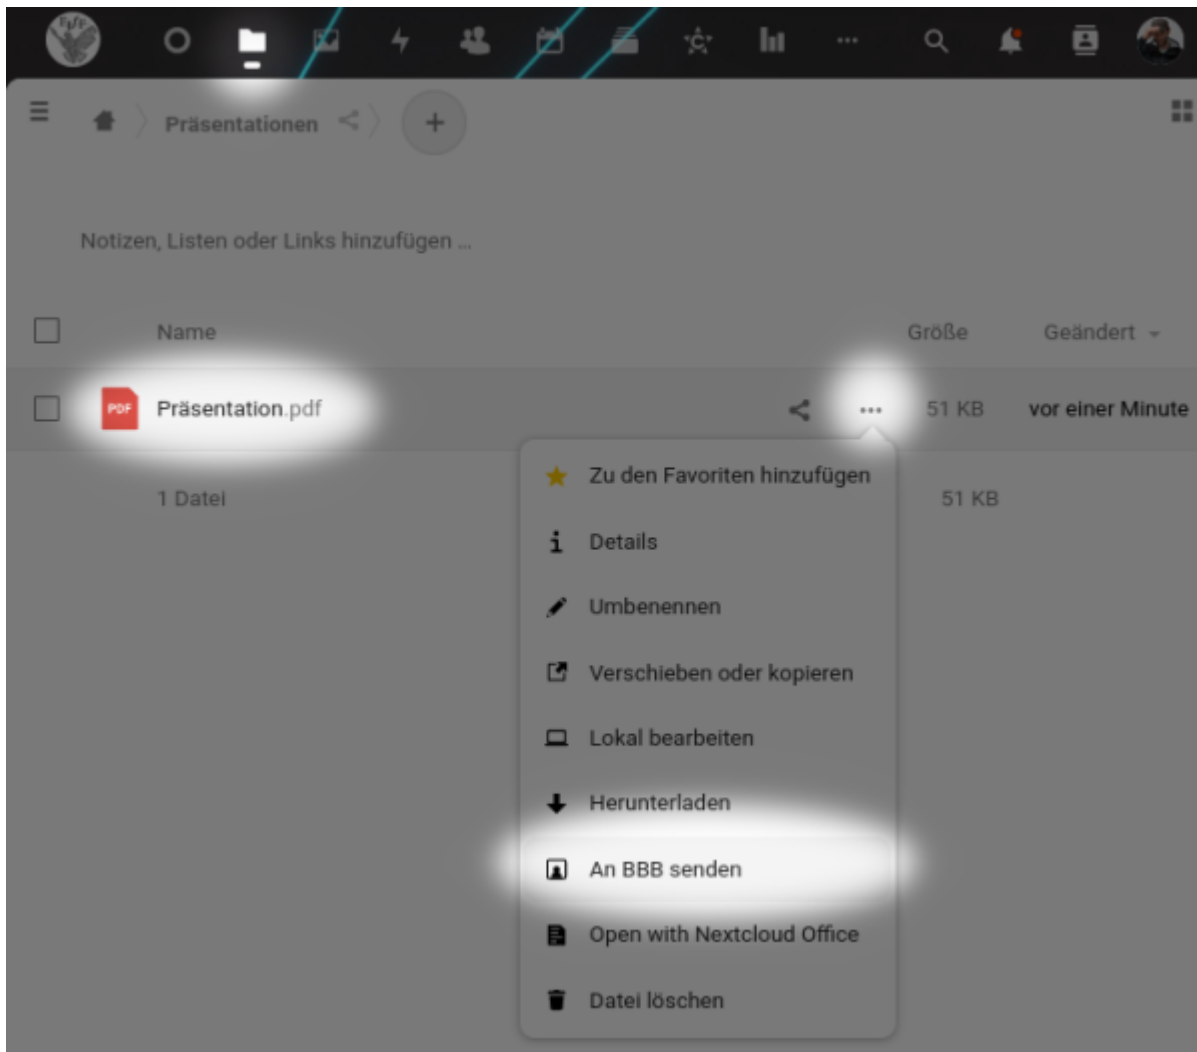 FIfF
Präsentationen
Notizen, Listen oder Links hinzufügen ...
Name Größe Geändert
PDF Präsentation.pdf 51 KB vor einer Minute
1 Datei 51 KB
Zu den Favoriten hinzufügen
Details
Umbenennen
Verschieben oder kopieren
Lokal bearbeiten
Herunterladen
An BBB senden
Open with Nextcloud Office
Datei löschen